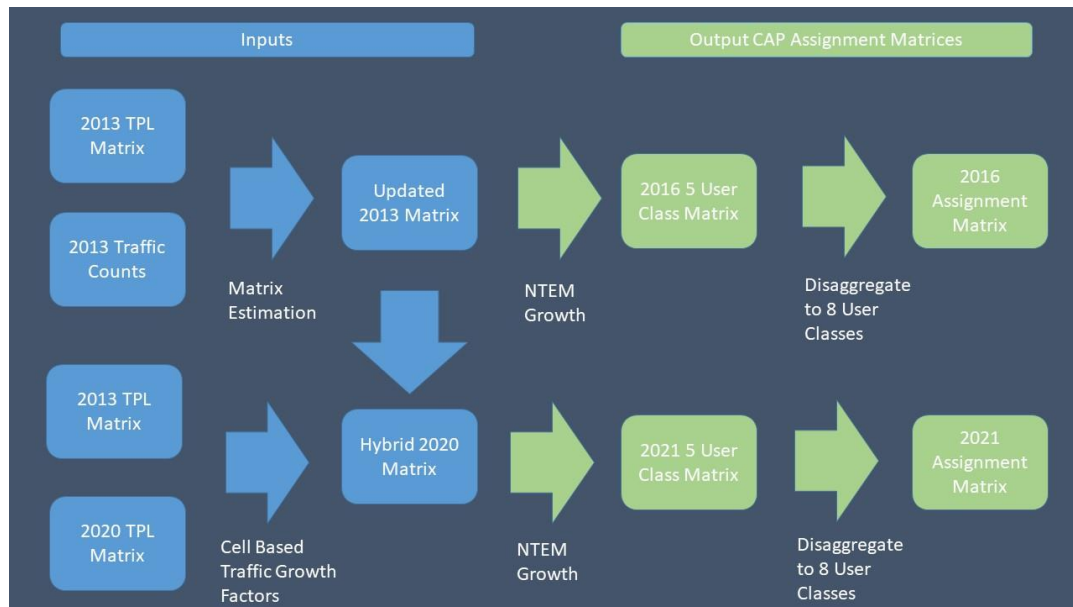 Inputs
Output CAP Assignment Matrices
2013 TPL
Matrix
2013 Traffic
Counts
Matrix
Estimation
Updated
2013 Matrix
NTEM
Growth
2016 5 User
Class Matrix
Disaggregate
to 8 User
Classes
2016
Assignment
Matrix
2013 TPL
Matrix
2020 TPL
Matrix
Cell Based
Traffic Growth
Factors
Hybrid 2020
Matrix
NTEM
Growth
2021 5 User
Class Matrix
Disaggregate
to 8 User
Classes
2021
Assignment
Matrix